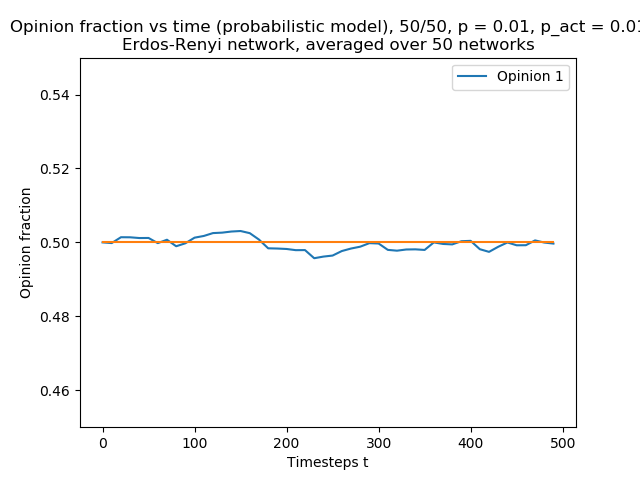 Opinion fraction vs time (probabilistic model), 50/50, p = 0.01, p_act = 0.01
Erdos-Renyi network, averaged over 50 networks
Opinion 1
0.54
0.52
0.50
0.48
0.46
Opinion fraction
0
100
200
300
400
500
Timesteps t